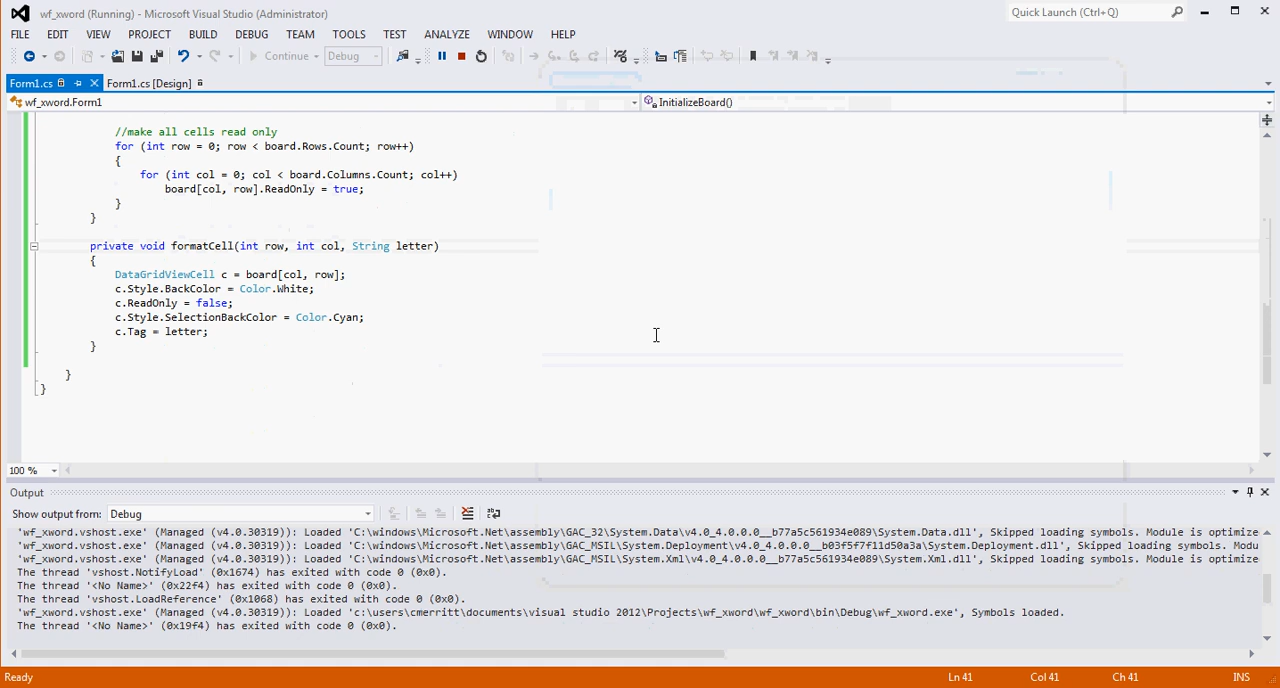 wf_xword (Running) - Microsoft Visual Studio (Administrator)
Quick Launch (Ctrl+Q)
FILE EDIT VIEW PROJECT BUILD DEBUG TEAM TOOLS TEST ANALYZE WINDOW HELP
Continue Debug
Form1.cs Form1.cs [Design]
wf_xword.Form1 InitializeBoard()
//make all cells read only
for (int row = 0; row < board.Rows.Count; row++)
{
for (int col = 0; col < board.Columns.Count; col++)
board[col, row].ReadOnly = true;
}
}
private void formatCell(int row, int col, String letter)
{
DataGridViewCell c = board[col, row];
c.Style.BackColor = Color.White;
c.ReadOnly = false;
c.Style.SelectionBackColor = Color.Cyan;
c.Tag = letter;
}
}
}
100 %
Output
Show output from: Debug
'wf_xword.vshost.exe' (Managed (v4.0.30319)): Loaded 'C:\windows\Microsoft.Net\assembly\GAC_32\System.Data\v4.0_4.0.0.0__b77a5c561934e089\System.Data.dll', Skipped loading symbols. Module is optimize
'wf_xword.vshost.exe' (Managed (v4.0.30319)): Loaded 'C:\windows\Microsoft.Net\assembly\GAC_MSIL\System.Deployment\v4.0_4.0.0.0__b03f5f7f11d50a3a\System.Deployment.dll', Skipped loading symbols. Modu
'wf_xword.vshost.exe' (Managed (v4.0.30319)): Loaded 'C:\windows\Microsoft.Net\assembly\GAC_MSIL\System.Xml\v4.0_4.0.0.0__b77a5c561934e089\System.Xml.dll', Skipped loading symbols. Module is optimize
The thread 'vshost.NotifyLoad' (0x1674) has exited with code 0 (0x0).
The thread '<No Name>' (0x22f4) has exited with code 0 (0x0).
The thread 'vshost.LoadReference' (0x1068) has exited with code 0 (0x0).
'wf_xword.vshost.exe' (Managed (v4.0.30319)): Loaded 'c:\users\cmerritt\documents\visual studio 2012\Projects\wf_xword\wf_xword\bin\Debug\wf_xword.exe', Symbols loaded.
The thread '<No Name>' (0x19f4) has exited with code 0 (0x0).
Ready Ln 41 Col 41 Ch 41 INS